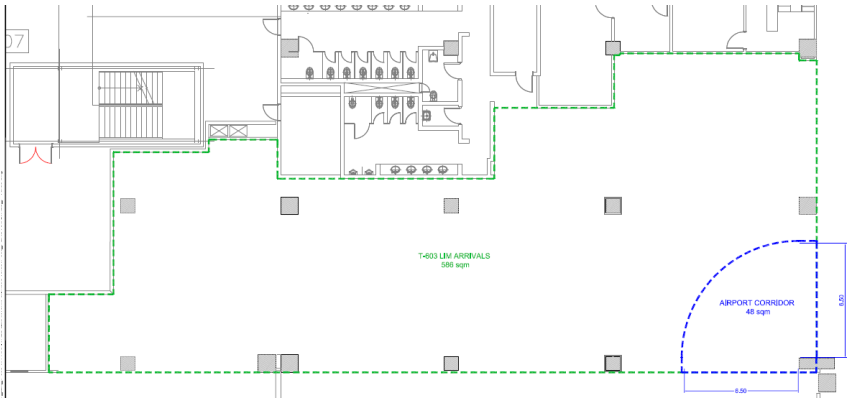 07
T-603 LIM ARRIVALS
586 sqm
AIRPORT CORRIDOR
48 sqm
6.50
6.50